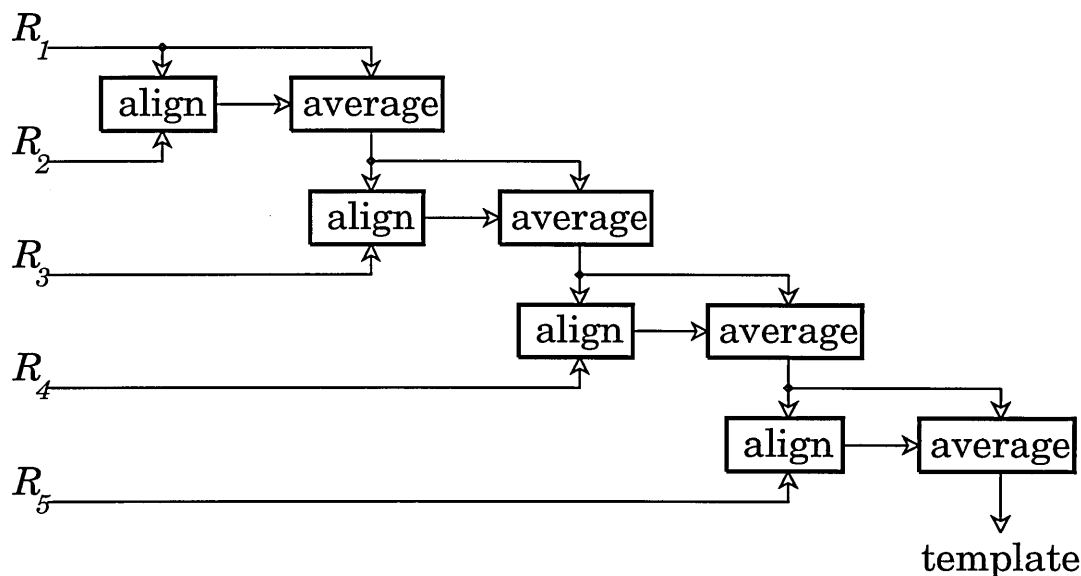 R₁
align average
R₂
align average
R₃
align average
R₄
align average
R₅
template